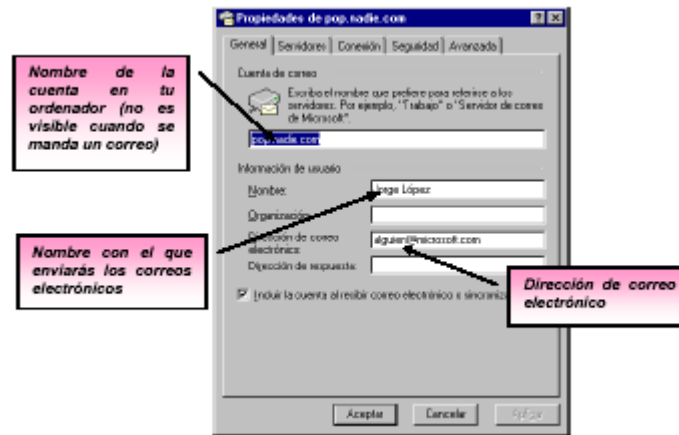 Propiedades de pop.nadie.com
General Servidores Conexión Seguridad Avanzada
Nombre de la
cuenta en tu
ordenador (no es
visible cuando se
manda un correo)
Cuenta de correo
Escriba el nombre que prefiere para referirse a los
servidores. Por ejemplo, "Trabajo" o "Servidor de correo
de Microsoft".
pop.nadie.com
Información de usuario
Nombre:
Jorge López
Organización:
Nombre con el que
enviarás los correos
electrónicos
Dirección de correo
electrónico:
alguien@microsoft.com
Dirección de respuesta:
Dirección de correo
electrónico
Incluir la cuenta al recibir correo electrónico o sincroniza
Aceptar Cancelar Aplicar